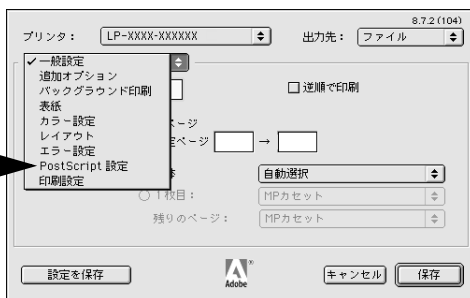 8.7.2 (104)
プリンタ： LP-XXXX-XXXXXX 出力先： ファイル
✓一般設定
追加オプション
バックグラウンド印刷
表紙
カラー設定
レイアウト
エラー設定
PostScript 設定
印刷設定
逆順で印刷
ページ
ページ →
自動選択
1枚目： MPカセット
残りのページ： MPカセット
設定を保存
Adobe
キャンセル 保存